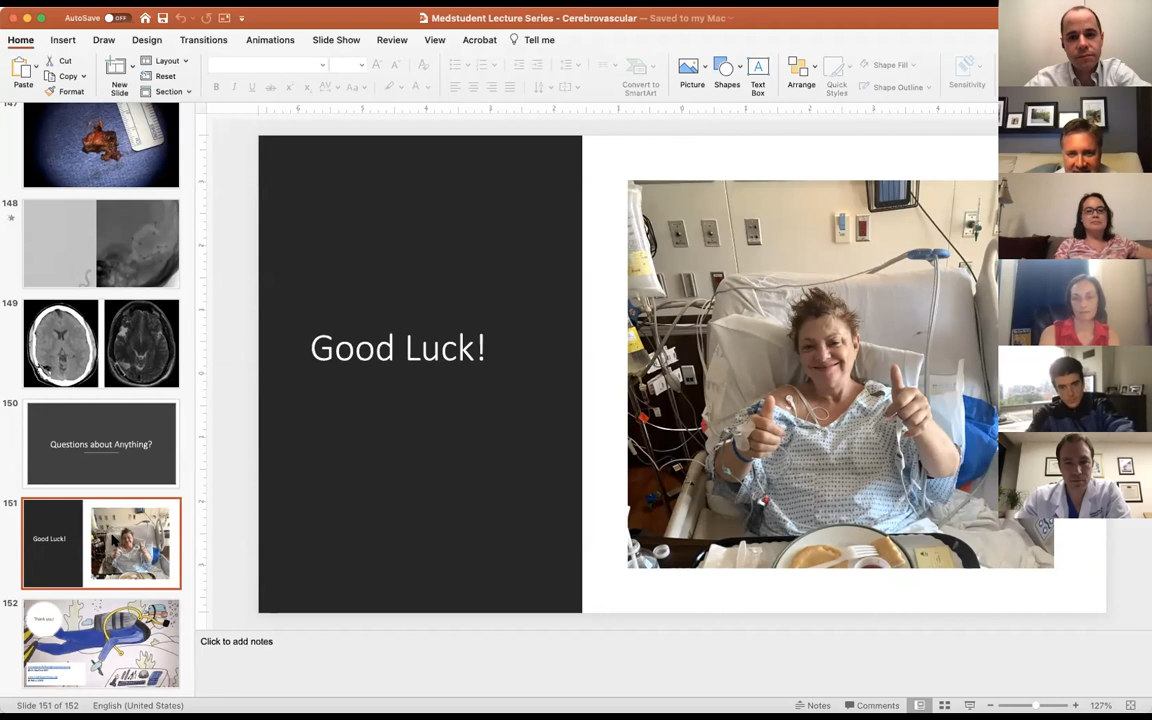 AutoSave OFF
Medstudent Lecture Series - Cerebrovascular — Saved to my Mac
Home Insert Draw Design Transitions Animations Slide Show Review View Acrobat Tell me
Paste
Cut
Copy
Format
New
Slide
Layout
Reset
Section
Convert to
SmartArt
Picture
Shapes
Text
Box
Arrange
Quick
Styles
Shape Fill
Shape Outline
Sensitivity
147
148
149
150
Questions about Anything?
151
Good Luck!
152
Thank you!
Good Luck!
Click to add notes
Slide 151 of 152 English (United States) Notes Comments 127%